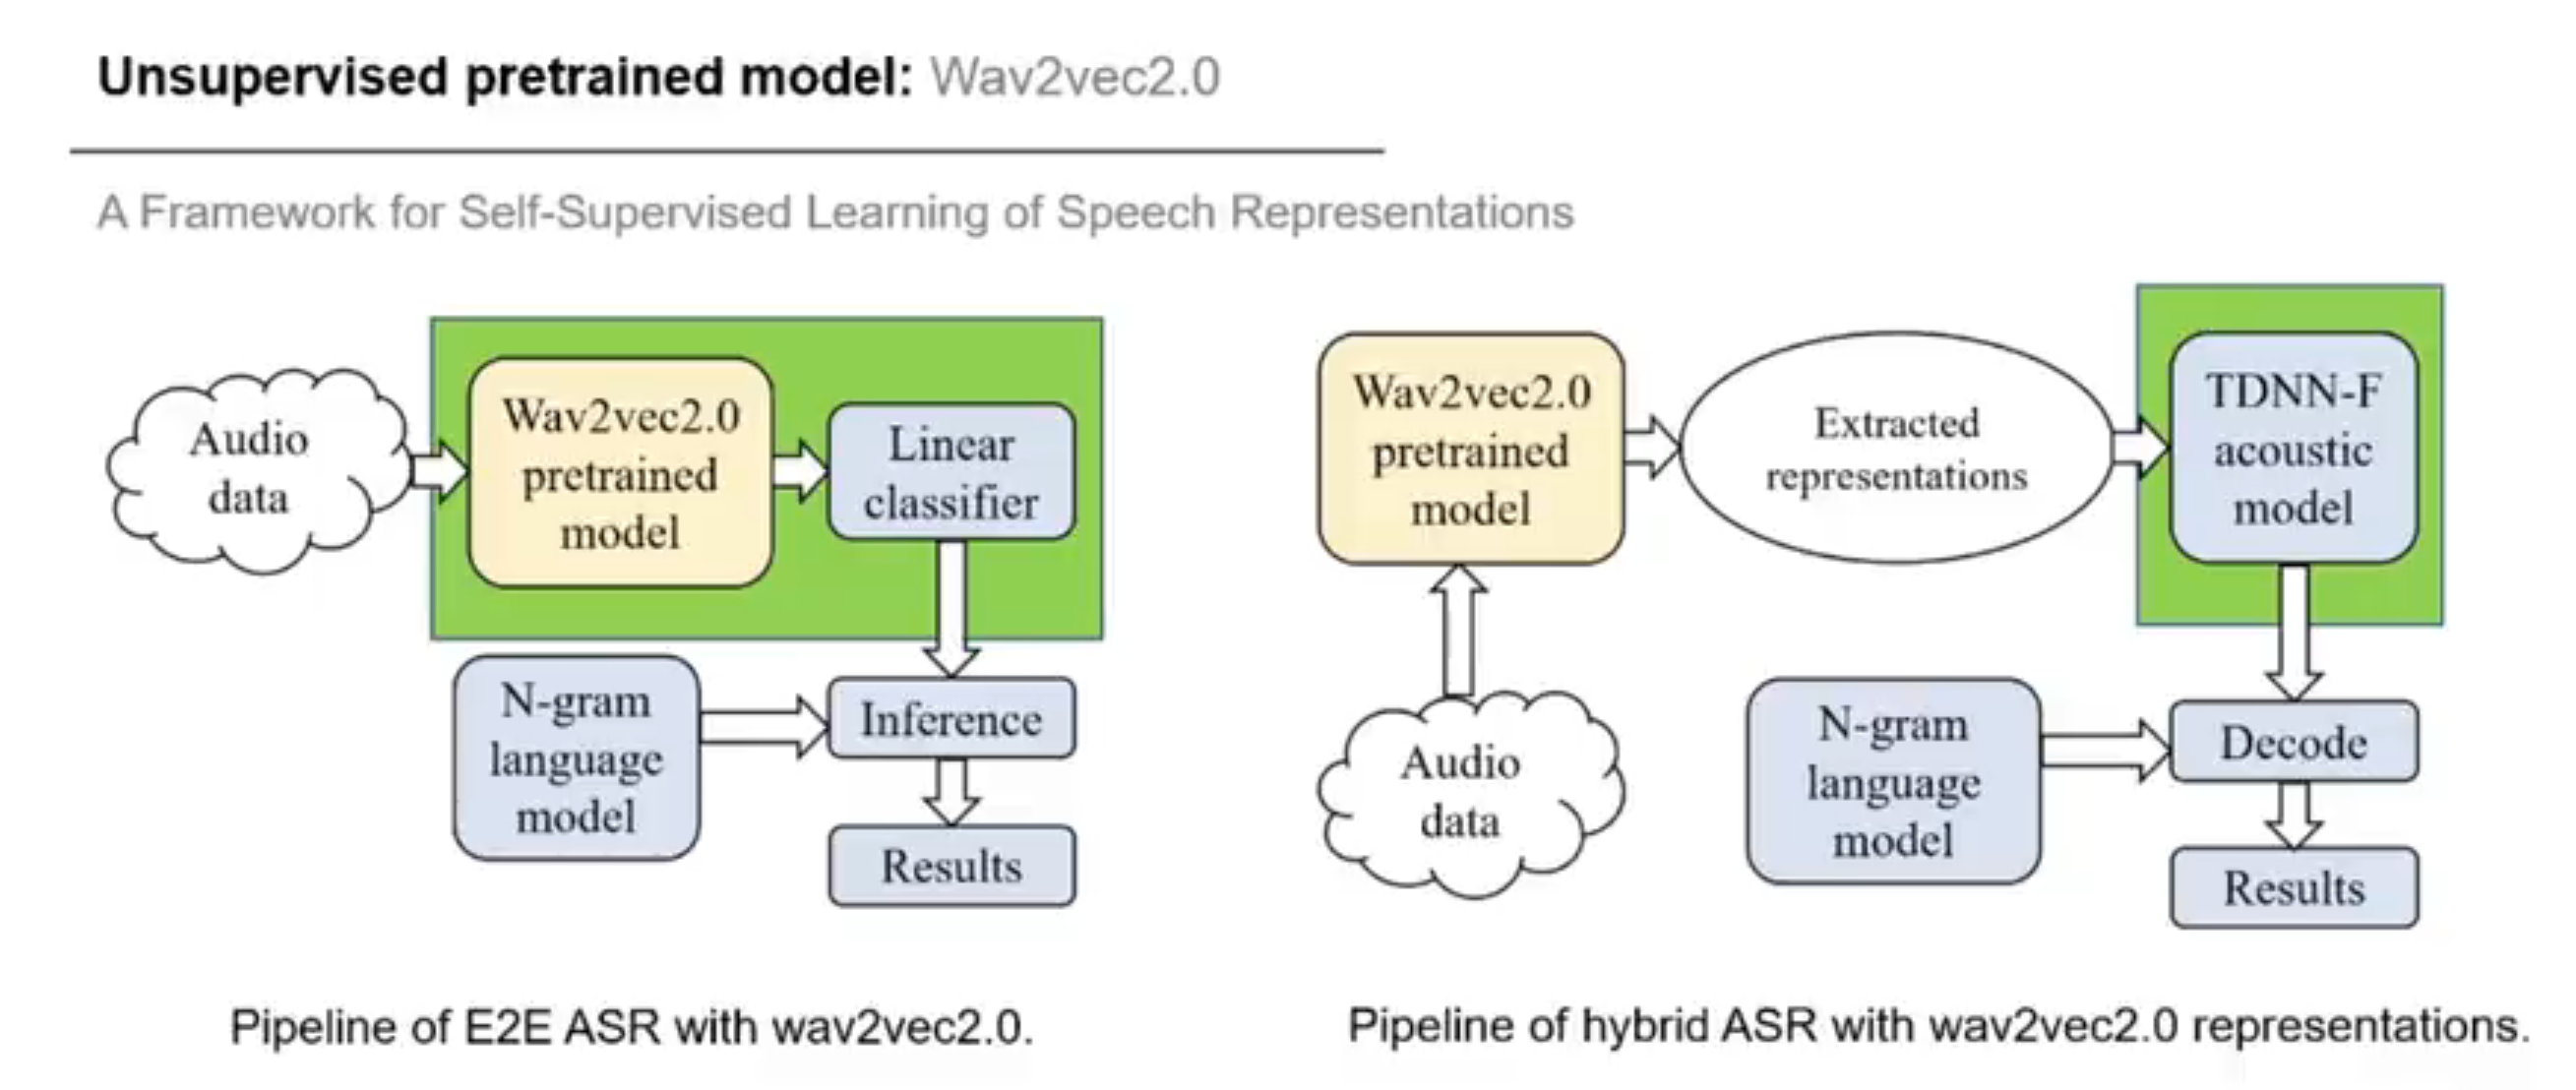 Unsupervised pretrained model: Wav2vec2.0
A Framework for Self-Supervised Learning of Speech Representations
Audio
data
Wav2vec2.0
pretrained
model
Linear
classifier
N-gram
language
model
Inference
Results
Pipeline of E2E ASR with wav2vec2.0.
Wav2vec2.0
pretrained
model
Extracted
representations
TDNN-F
acoustic
model
Audio
data
N-gram
language
model
Decode
Results
Pipeline of hybrid ASR with wav2vec2.0 representations.